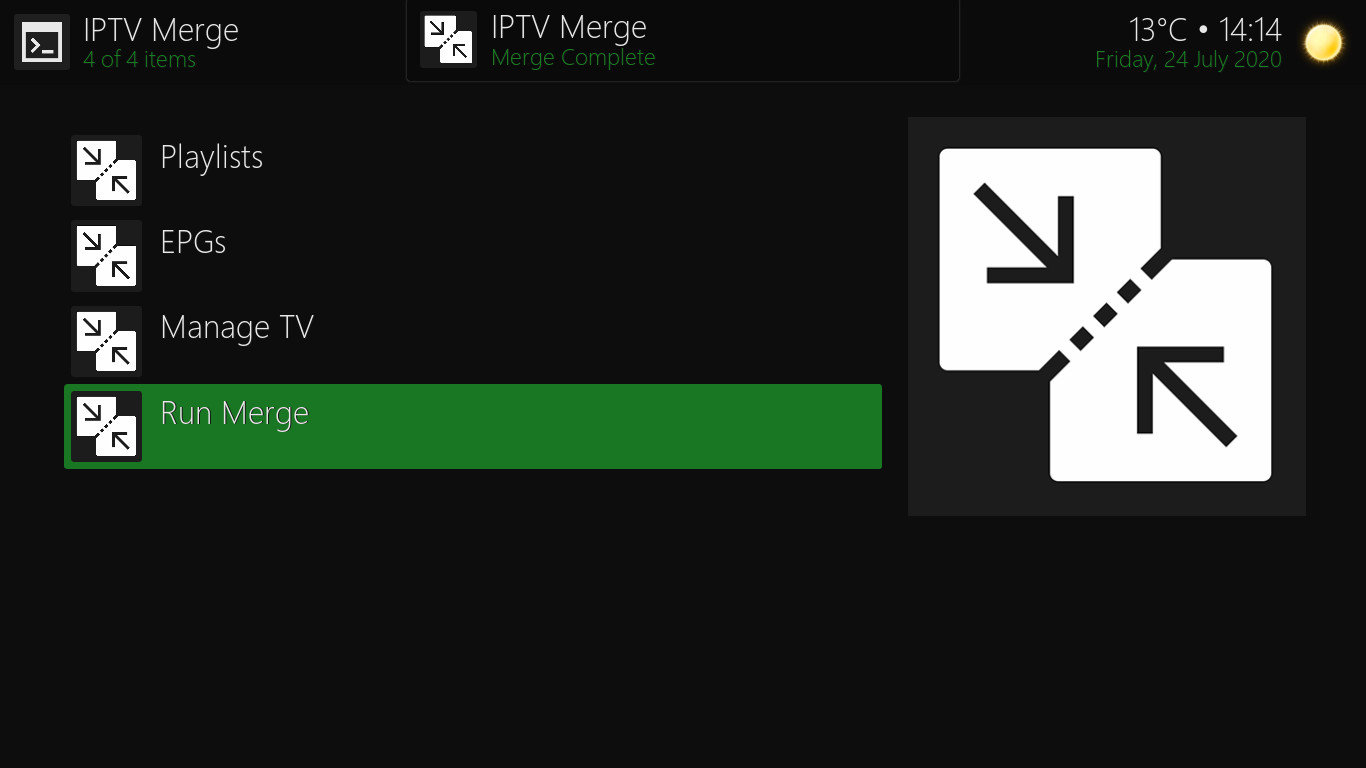 IPTV Merge
4 of 4 items
IPTV Merge
Merge Complete
13°C • 14:14
Friday, 24 July 2020
Playlists
EPGs
Manage TV
Run Merge